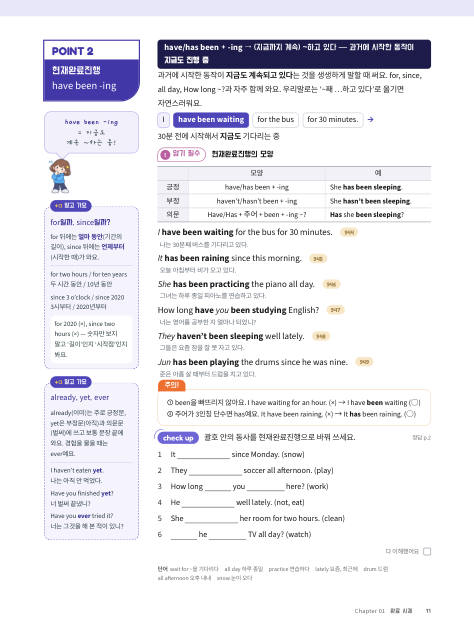 POINT 2
현재완료진행
have been -ing
have been -ing
= 지금도
계속 ~하는 중!
알고 가요
for일까, since일까?
for 뒤에는 얼마 동안(기간의
길이), since 뒤에는 언제부터
(시작한 때)가 와요.
for two hours / for ten years
두 시간 동안 / 10년 동안
since 3 o'clock / since 2020
3시부터 / 2020년부터
for 2020 (×), since two
hours (×) — 숫자만 보지
말고 '길이'인지 '시작점'인지
봐요.
알고 가요
already, yet, ever
already(이미)는 주로 긍정문,
yet은 부정문(아직)과 의문문
(벌써)에 쓰고 보통 문장 끝에
와요. 경험을 물을 때는
ever예요.
I haven't eaten yet.
나는 아직 안 먹었다.
Have you finished yet?
너 벌써 끝냈니?
Have you ever tried it?
너는 그것을 해 본 적이 있니?
have/has been + -ing → (지금까지 계속) ~하고 있다 — 과거에 시작한 동작이
지금도 진행 중
과거에 시작한 동작이 지금도 계속되고 있다는 것을 생생하게 말할 때 써요. for, since,
all day, How long ~?과 자주 함께 와요. 우리말로는 '~째 …하고 있다'로 옮기면
자연스러워요.
I have been waiting for the bus for 30 minutes. →
30분 전에 시작해서 지금도 기다리는 중
! 암기 필수 현재완료진행의 모양
모양 예
긍정 have/has been + -ing She has been sleeping.
부정 haven't/hasn't been + -ing She hasn't been sleeping.
의문 Have/Has + 주어 + been + -ing ~? Has she been sleeping?
I have been waiting for the bus for 30 minutes. 944
나는 30분째 버스를 기다리고 있다.
It has been raining since this morning. 945
오늘 아침부터 비가 오고 있다.
She has been practicing the piano all day. 946
그녀는 하루 종일 피아노를 연습하고 있다.
How long have you been studying English? 947
너는 영어를 공부한 지 얼마나 되었니?
They haven't been sleeping well lately. 948
그들은 요즘 잠을 잘 못 자고 있다.
Jun has been playing the drums since he was nine. 949
준은 아홉 살 때부터 드럼을 치고 있다.
주의!
① been을 빠뜨리지 않아요. I have waiting for an hour. (×) → I have been waiting (○)
② 주어가 3인칭 단수면 has예요. It have been raining. (×) → It has been raining. (○)
check up 괄호 안의 동사를 현재완료진행으로 바꿔 쓰세요. 정답 p.2
1 It ____________ since Monday. (snow)
2 They ____________ soccer all afternoon. (play)
3 How long ______ you ________ here? (work)
4 He ____________ well lately. (not, eat)
5 She ____________ her room for two hours. (clean)
6 ______ he ________ TV all day? (watch)
다 이해했어요
단어 wait for ~을 기다리다 all day 하루 종일 practice 연습하다 lately 요즘, 최근에 drum 드럼
all afternoon 오후 내내 snow 눈이 오다
Chapter 01 완료 시제 11